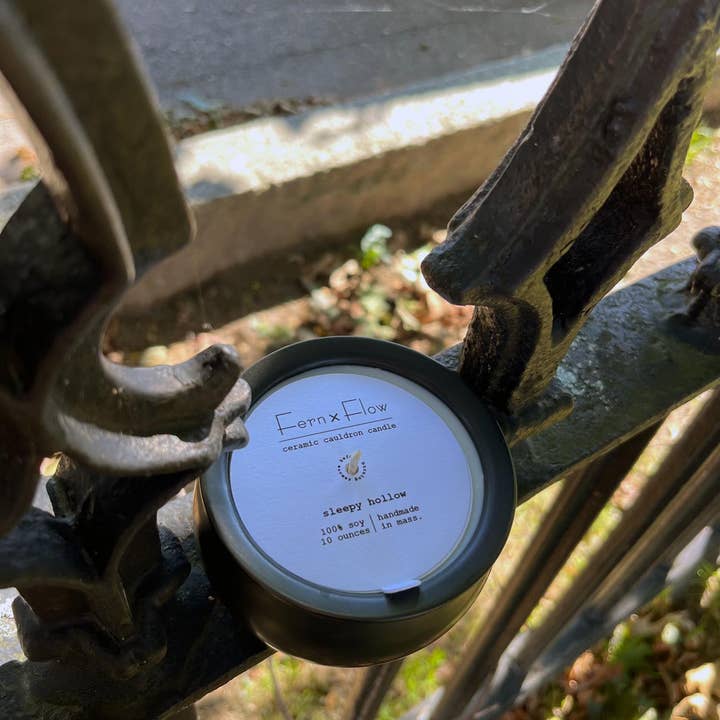 Fern x Flow
ceramic cauldron candle
sleepy hollow
100% soy | handmade
10 ounces | in mass.